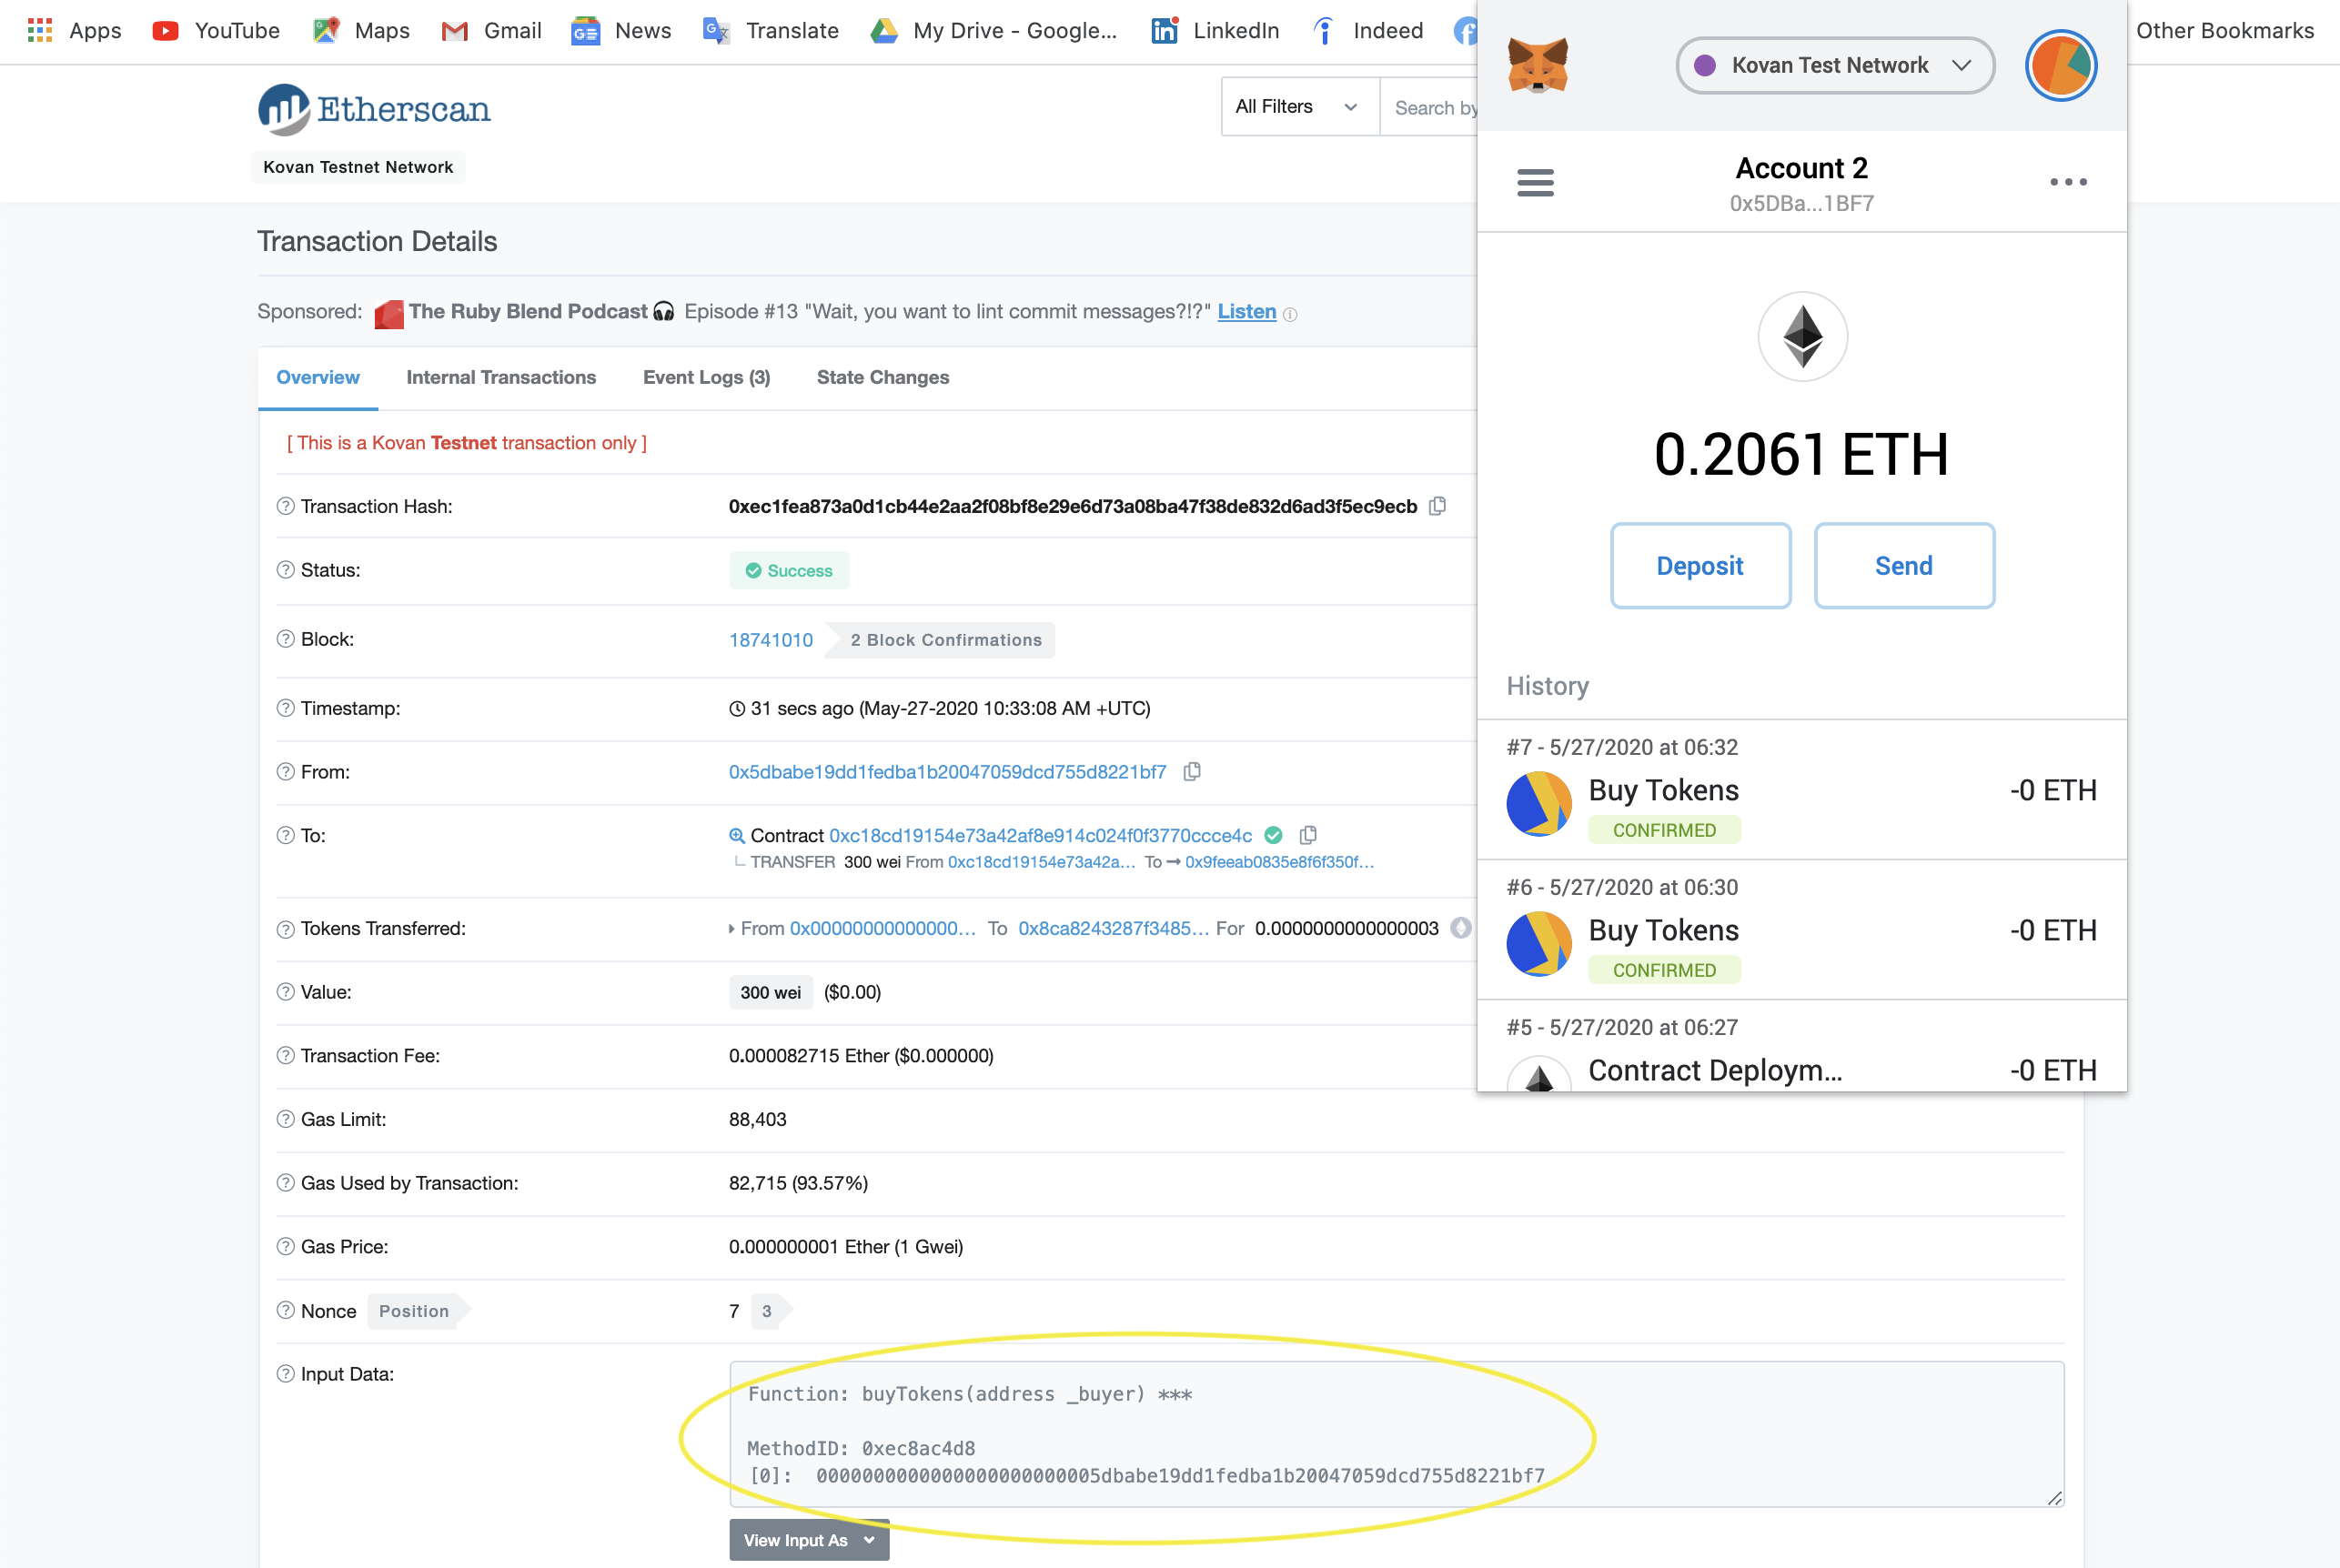 Apps YouTube Maps Gmail News Translate My Drive - Google... LinkedIn Indeed Other Bookmarks
Etherscan
Kovan Testnet Network
All Filters Search by
Transaction Details
Sponsored: The Ruby Blend Podcast Episode #13 "Wait, you want to lint commit messages?!?" Listen
Overview Internal Transactions Event Logs (3) State Changes
[ This is a Kovan Testnet transaction only ]
Transaction Hash: 0xec1fea873a0d1cb44e2aa2f08bf8e29e6d73a08ba47f38de832d6ad3f5ec9ecb
Status: Success
Block: 18741010 2 Block Confirmations
Timestamp: 31 secs ago (May-27-2020 10:33:08 AM +UTC)
From: 0x5dbabe19dd1fedba1b20047059dcd755d8221bf7
To: Contract 0xc18cd19154e73a42af8e914c024f0f3770ccce4c
TRANSFER 300 wei From 0xc18cd19154e73a42a... To → 0x9feeab0835e8f6f350f...
Tokens Transferred: From 0x00000000000000... To 0x8ca8243287f3485... For 0.0000000000000003
Value: 300 wei ($0.00)
Transaction Fee: 0.000082715 Ether ($0.000000)
Gas Limit: 88,403
Gas Used by Transaction: 82,715 (93.57%)
Gas Price: 0.000000001 Ether (1 Gwei)
Nonce Position 7 3
Input Data:
Function: buyTokens(address _buyer) ***
MethodID: 0xec8ac4d8
[0]: 0000000000000000000000005dbabe19dd1fedba1b20047059dcd755d8221bf7
View Input As
Kovan Test Network
Account 2
0x5DBa...1BF7
0.2061 ETH
Deposit Send
History
#7 - 5/27/2020 at 06:32
Buy Tokens -0 ETH
CONFIRMED
#6 - 5/27/2020 at 06:30
Buy Tokens -0 ETH
CONFIRMED
#5 - 5/27/2020 at 06:27
Contract Deploym... -0 ETH